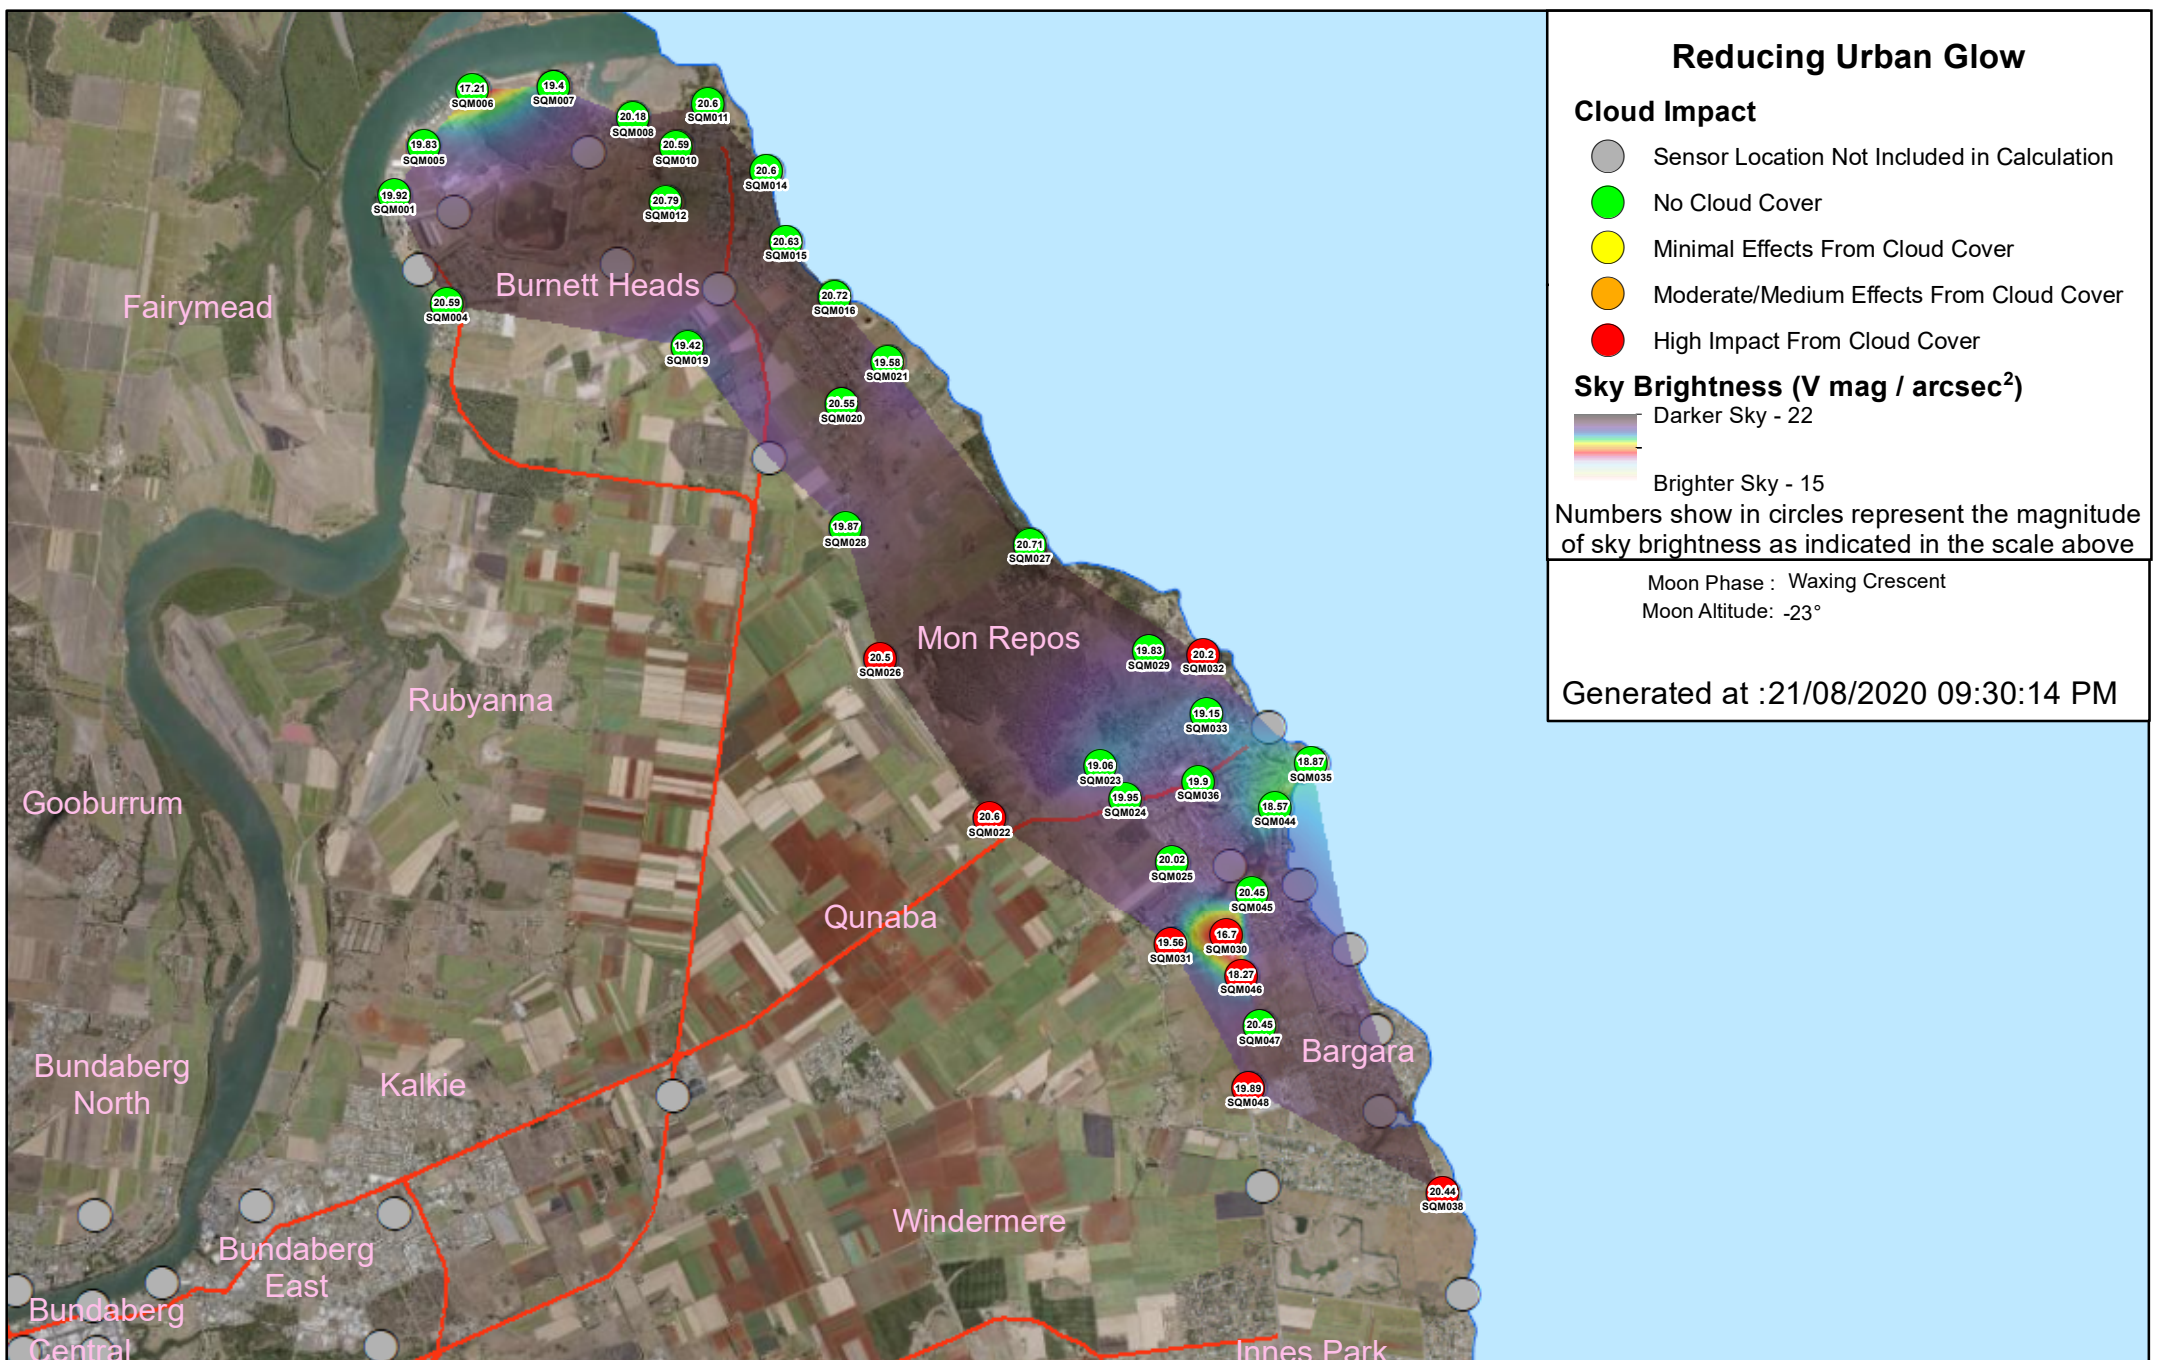 Reducing Urban Glow
Cloud Impact
Sensor Location Not Included in Calculation
No Cloud Cover
Minimal Effects From Cloud Cover
Moderate/Medium Effects From Cloud Cover
High Impact From Cloud Cover
Sky Brightness (V mag / arcsec²)
Darker Sky - 22
Brighter Sky - 15
Numbers show in circles represent the magnitude
of sky brightness as indicated in the scale above
Moon Phase : Waxing Crescent
Moon Altitude: -23°
Generated at :21/08/2020 09:30:14 PM
17.21
SQM006
19.4
SQM007
20.18
SQM008
20.6
SQM011
19.83
SQM005
20.59
SQM010
20.6
SQM014
19.92
SQM001
20.79
SQM012
20.63
SQM015
Burnett Heads
Fairymead
20.59
SQM004
20.72
SQM016
19.42
SQM019
19.58
SQM021
20.55
SQM020
19.87
SQM028
20.71
SQM027
Mon Repos
20.5
SQM026
19.83
SQM029
20.2
SQM032
Rubyanna
19.15
SQM033
19.06
SQM023
19.9
SQM036
18.87
SQM035
19.95
SQM024
18.57
SQM044
Gooburrum
20.6
SQM022
20.02
SQM025
20.45
SQM045
Qunaba
19.56
SQM031
16.7
SQM030
18.27
SQM046
20.45
SQM047
Bargara
Bundaberg
North
Kalkie
19.89
SQM048
20.44
SQM038
Windermere
Bundaberg
East
Bundaberg
Central
Innes Park